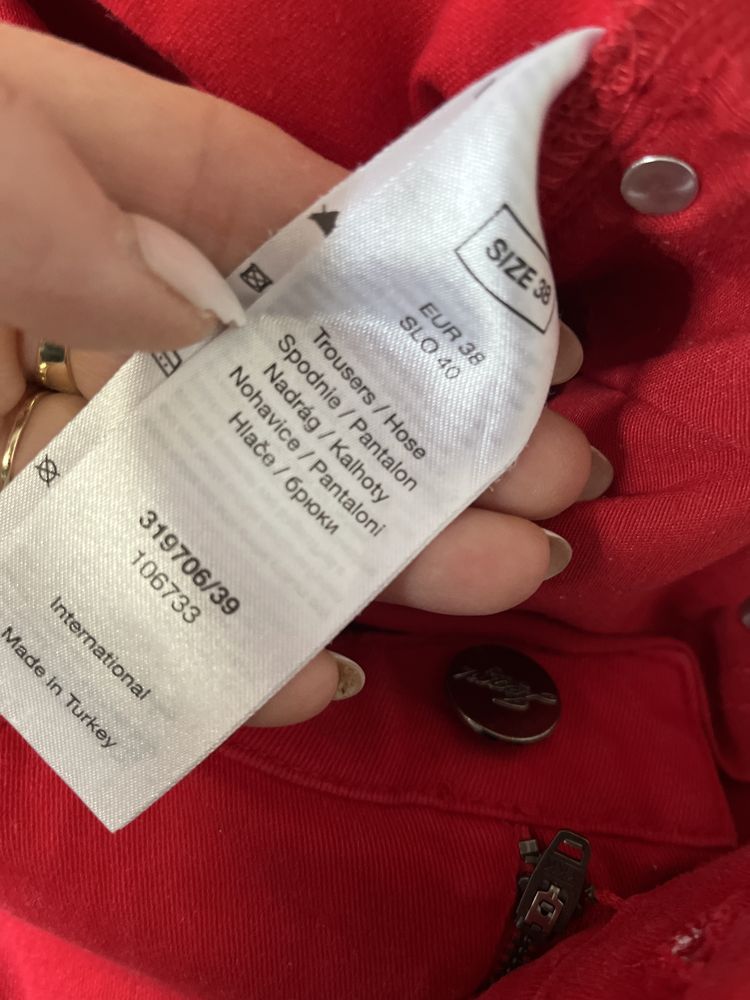 SIZE 38
EUR 38
SLO 40
Trousers / Hose
Spodnie / Pantalon
Nadrág / Kalhoty
Nohavice / Pantaloni
Hlače / брюки
319706/39
106733
International
Made in Turkey